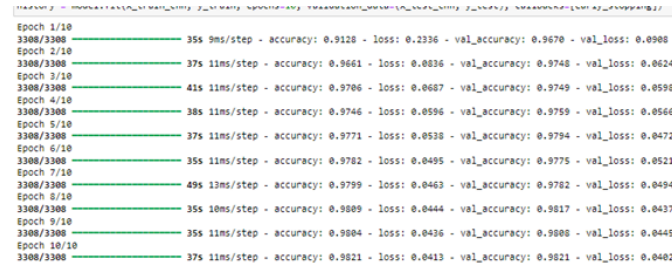 history = model.fit(X_train_cnn, y_train, epochs=10, validation_data=(X_test_cnn, y_test), callbacks=[early_stopping])
Epoch 1/10
3308/3308 35s 9ms/step - accuracy: 0.9128 - loss: 0.2336 - val_accuracy: 0.9670 - val_loss: 0.0908
Epoch 2/10
3308/3308 37s 11ms/step - accuracy: 0.9661 - loss: 0.0836 - val_accuracy: 0.9748 - val_loss: 0.0624
Epoch 3/10
3308/3308 41s 11ms/step - accuracy: 0.9706 - loss: 0.0687 - val_accuracy: 0.9749 - val_loss: 0.0598
Epoch 4/10
3308/3308 38s 11ms/step - accuracy: 0.9746 - loss: 0.0596 - val_accuracy: 0.9759 - val_loss: 0.0566
Epoch 5/10
3308/3308 37s 11ms/step - accuracy: 0.9771 - loss: 0.0538 - val_accuracy: 0.9794 - val_loss: 0.0472
Epoch 6/10
3308/3308 35s 11ms/step - accuracy: 0.9782 - loss: 0.0495 - val_accuracy: 0.9775 - val_loss: 0.0521
Epoch 7/10
3308/3308 49s 13ms/step - accuracy: 0.9799 - loss: 0.0463 - val_accuracy: 0.9782 - val_loss: 0.0494
Epoch 8/10
3308/3308 35s 10ms/step - accuracy: 0.9809 - loss: 0.0444 - val_accuracy: 0.9817 - val_loss: 0.0437
Epoch 9/10
3308/3308 35s 11ms/step - accuracy: 0.9804 - loss: 0.0436 - val_accuracy: 0.9808 - val_loss: 0.0445
Epoch 10/10
3308/3308 37s 11ms/step - accuracy: 0.9821 - loss: 0.0413 - val_accuracy: 0.9821 - val_loss: 0.0402